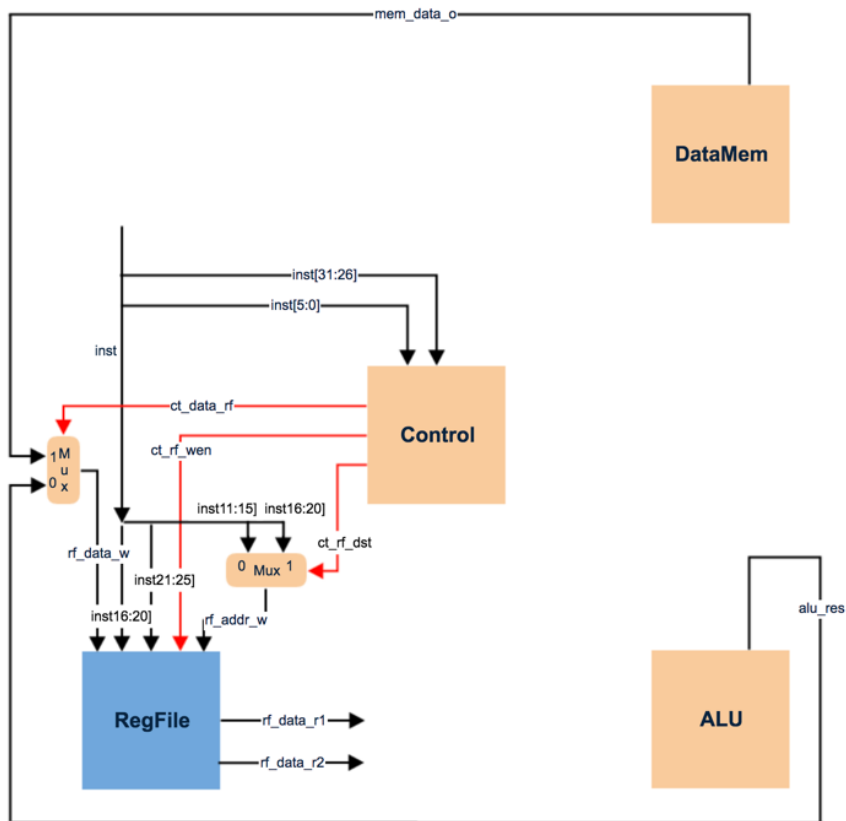 mem_data_o
DataMem
inst[31:26]
inst[5:0]
inst
ct_data_rf
Control
ct_rf_wen
1
M
u
0
x
inst11:15]
inst16:20]
ct_rf_dst
rf_data_w
0
Mux
1
inst21:25]
inst16:20]
rf_addr_w
alu_res
RegFile
rf_data_r1
ALU
rf_data_r2